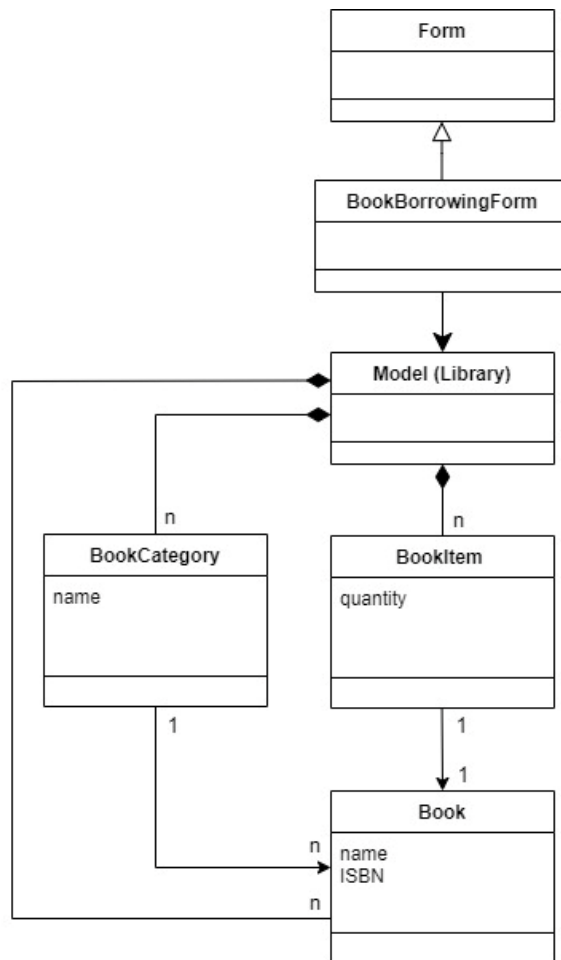 Form
BookBorrowingForm
Model (Library)
n
n
BookCategory
name
BookItem
quantity
1
1
1
n
n
Book
name
ISBN